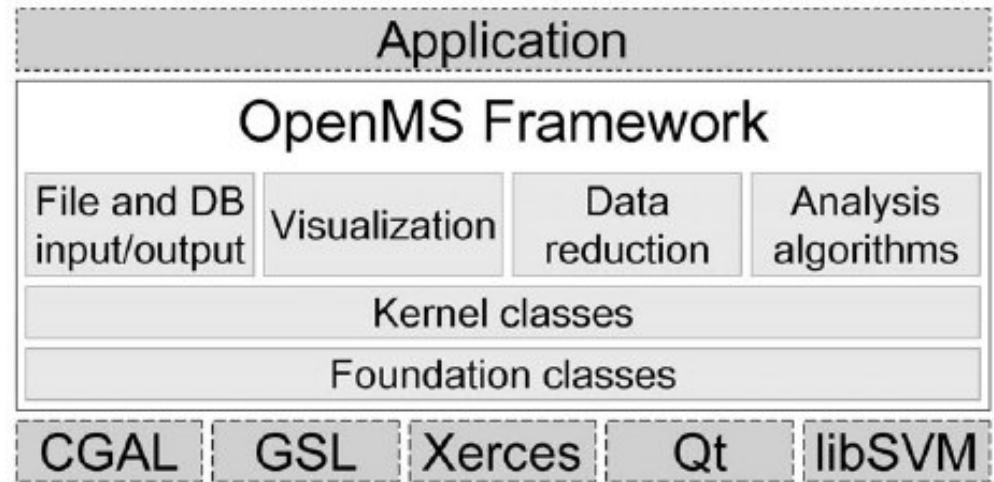 Application
OpenMS Framework
File and DB
input/output
Visualization
Data
reduction
Analysis
algorithms
Kernel classes
Foundation classes
CGAL
GSL
Xerces
Qt
libSVM